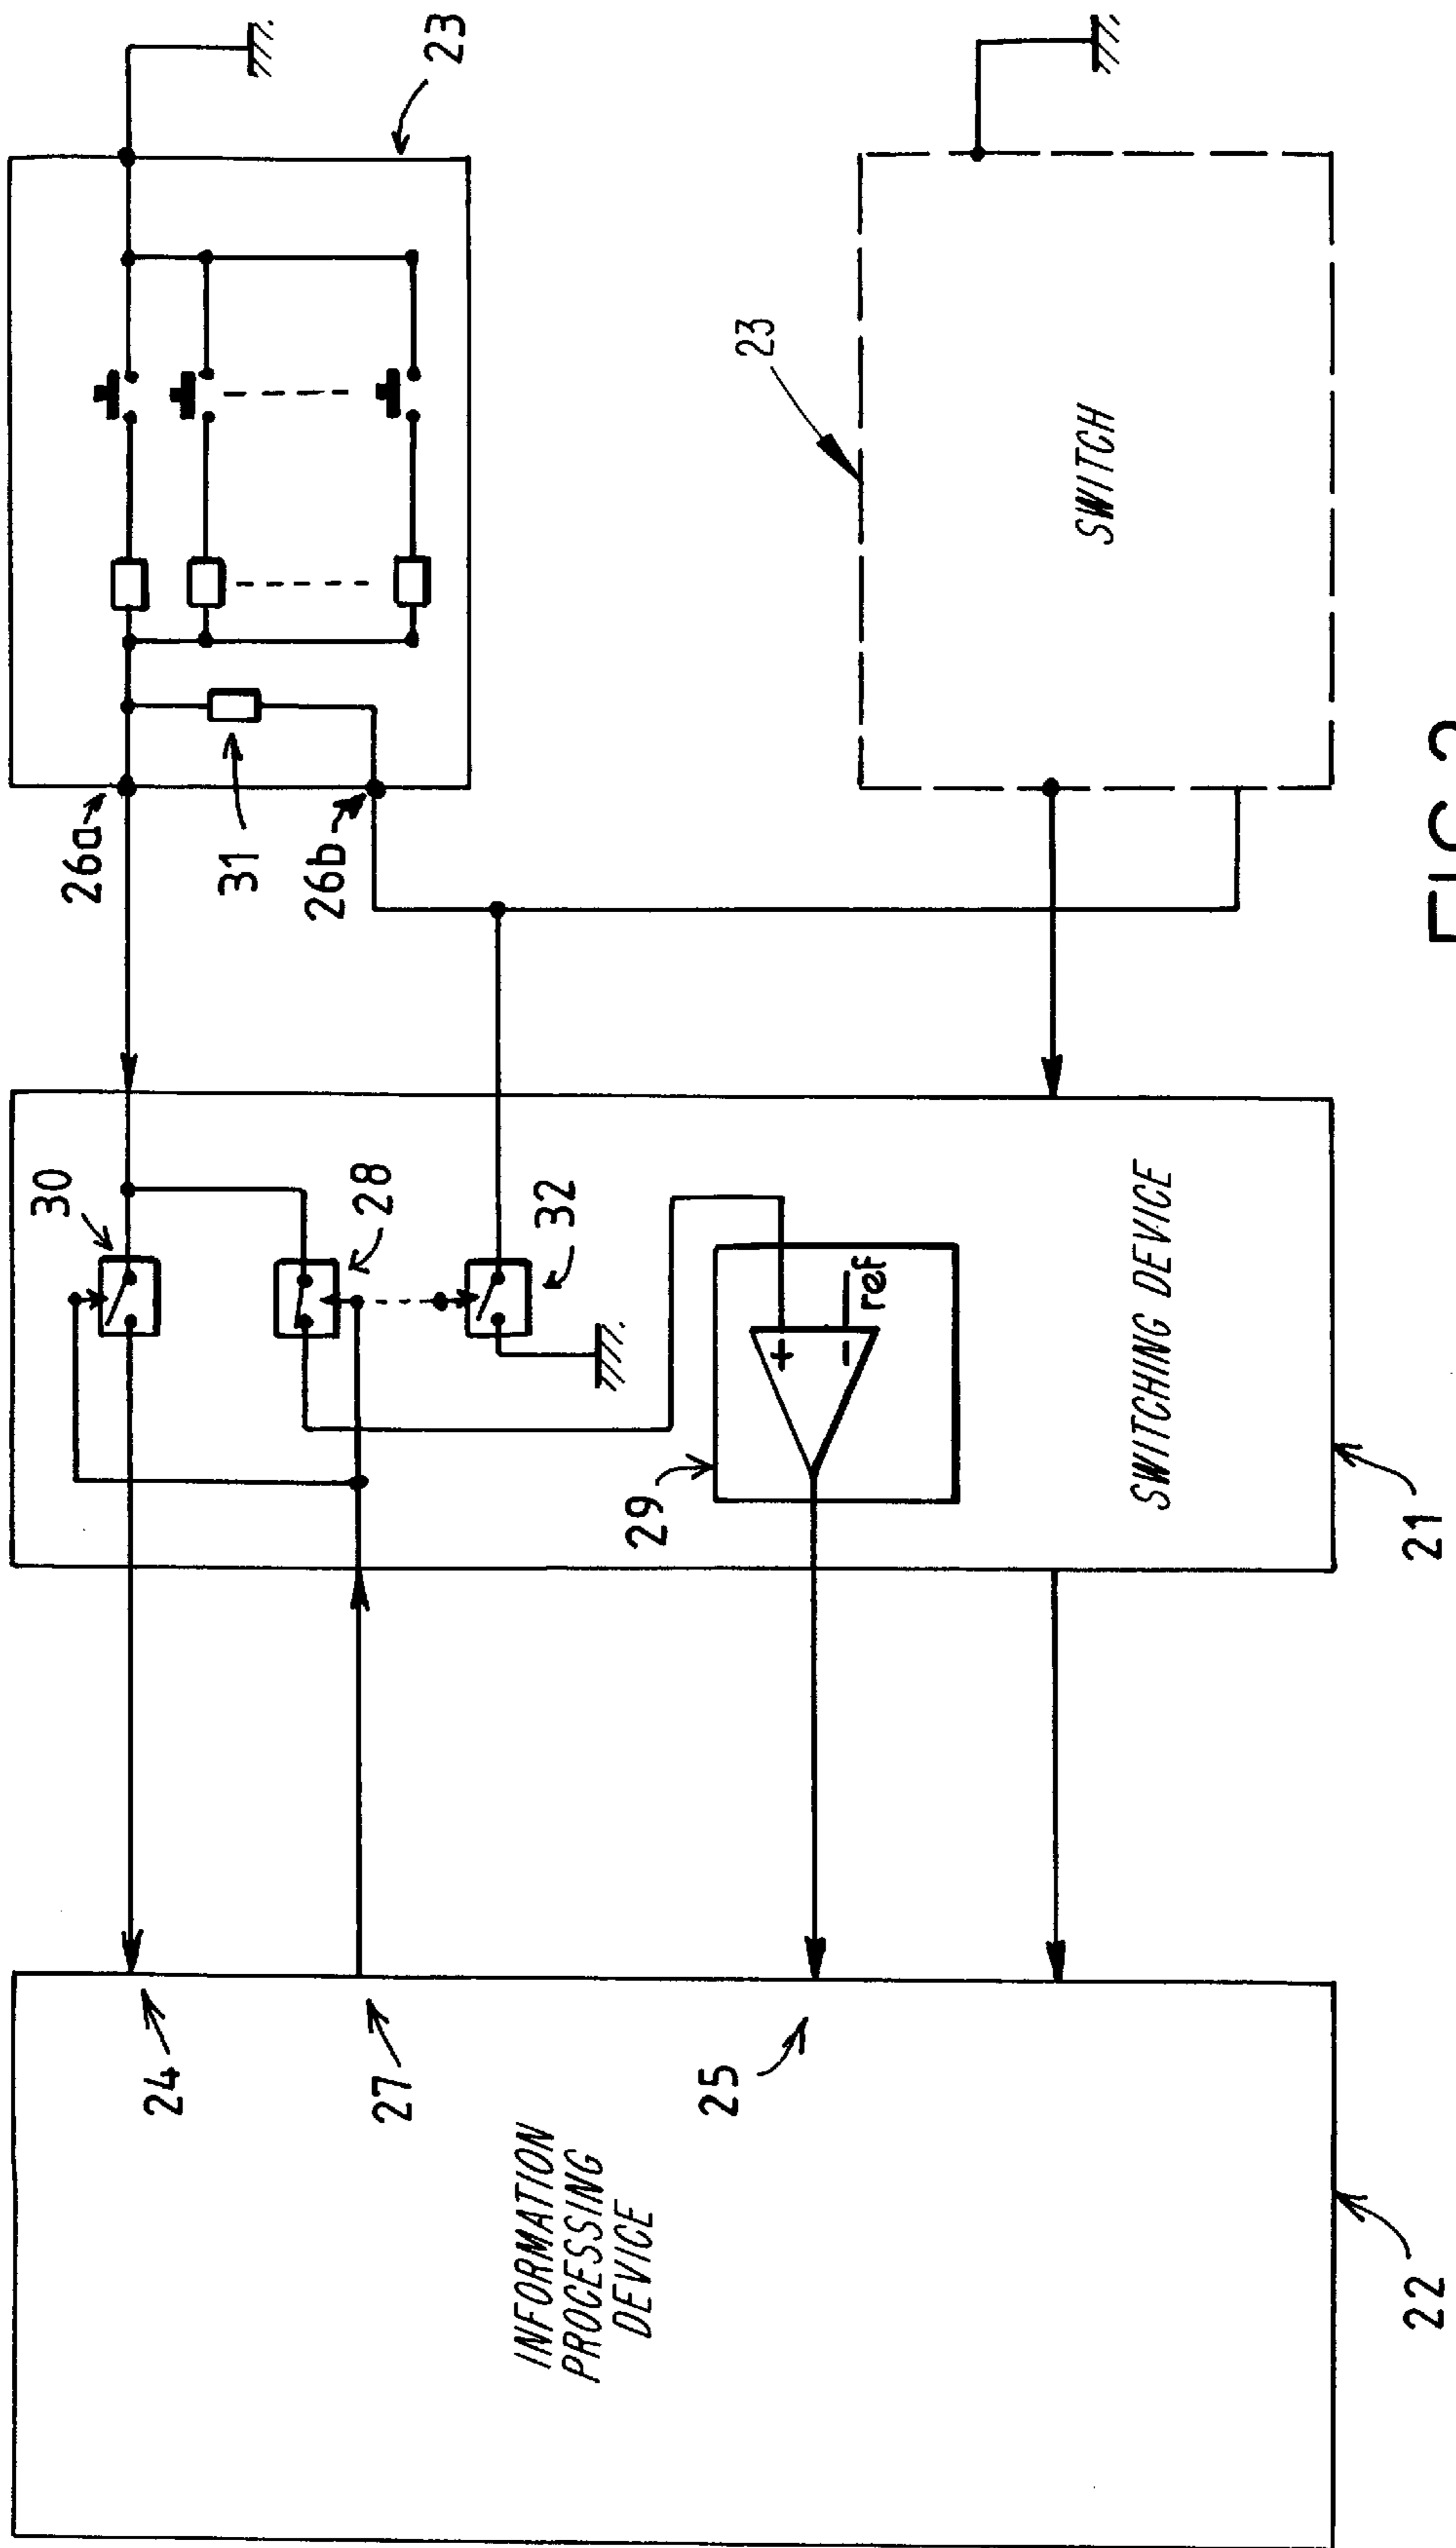 INFORMATION
PROCESSING
DEVICE
22
24
27
25
SWITCHING DEVICE
21
30
28
32
29
+
-
ref
26a
31
26b
23
SWITCH
23